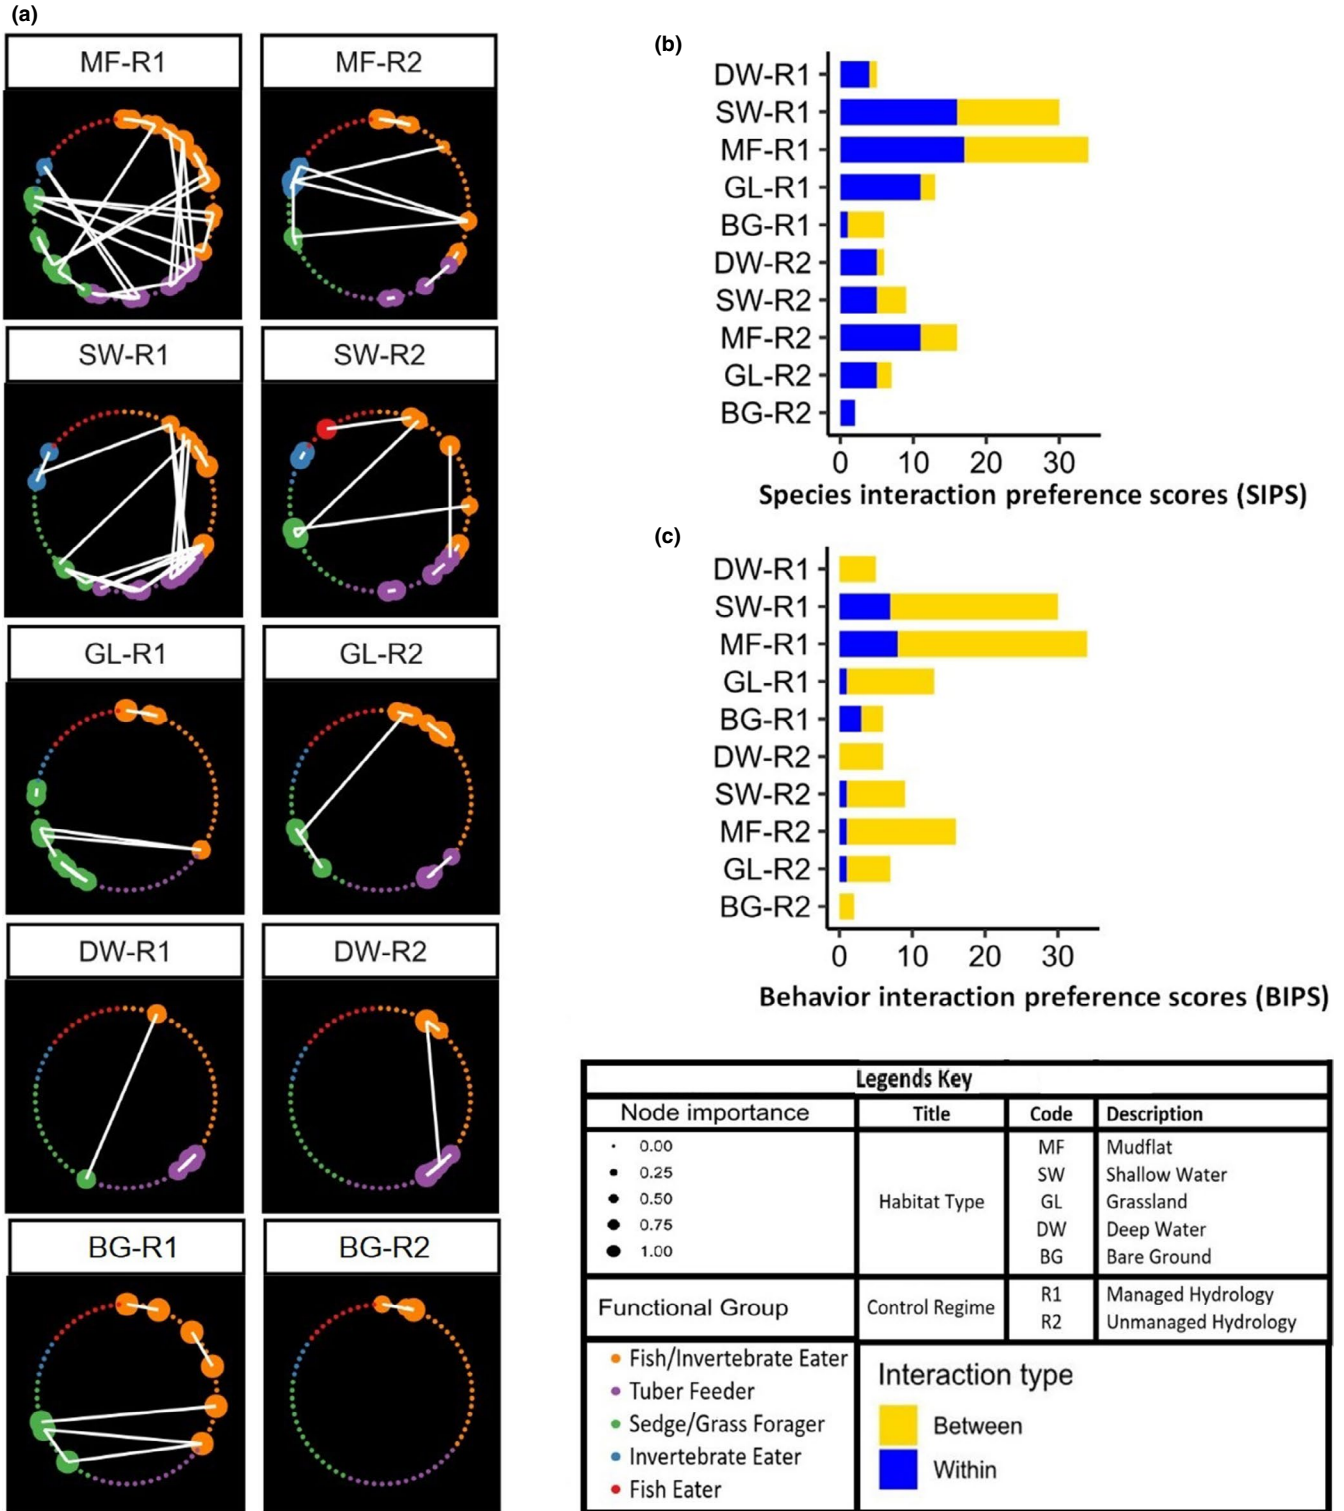 (a)
MF-R1
MF-R2
SW-R1
SW-R2
GL-R1
GL-R2
DW-R1
DW-R2
BG-R1
BG-R2
(b)
DW-R1
SW-R1
MF-R1
GL-R1
BG-R1
DW-R2
SW-R2
MF-R2
GL-R2
BG-R2
0 10 20 30
Species interaction preference scores (SIPS)
(c)
DW-R1
SW-R1
MF-R1
GL-R1
BG-R1
DW-R2
SW-R2
MF-R2
GL-R2
BG-R2
0 10 20 30
Behavior interaction preference scores (BIPS)
Legends Key
Node importance
0.00
0.25
0.50
0.75
1.00
Title
Code
Description
Habitat Type
MF Mudflat
SW Shallow Water
GL Grassland
DW Deep Water
BG Bare Ground
Functional Group
Control Regime
R1 Managed Hydrology
R2 Unmanaged Hydrology
Fish/Invertebrate Eater
Tuber Feeder
Sedge/Grass Forager
Invertebrate Eater
Fish Eater
Interaction type
Between
Within